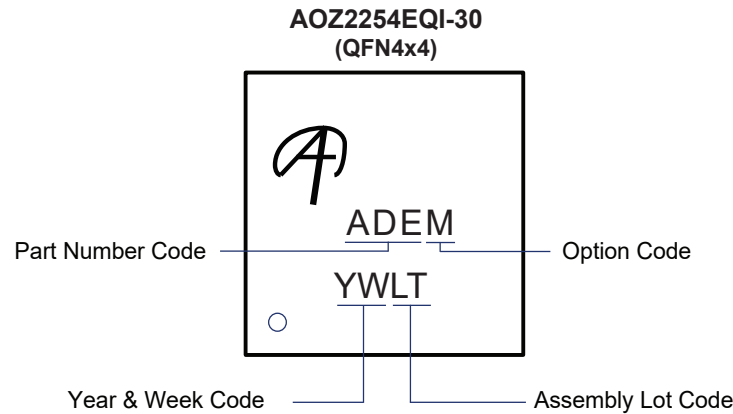 AOZ2254EQI-30
(QFN4x4)
ADEM
Part Number Code
Option Code
YWLT
Year & Week Code
Assembly Lot Code